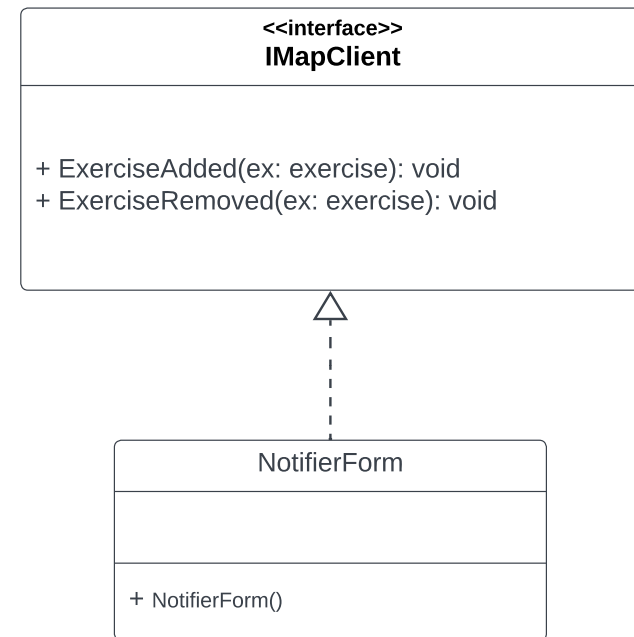 <<interface>>
IMapClient
+ ExerciseAdded(ex: exercise): void
+ ExerciseRemoved(ex: exercise): void
NotifierForm
+ NotifierForm()